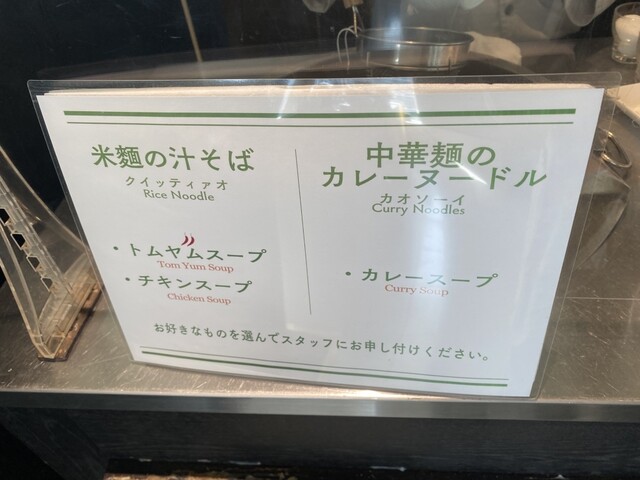 米麺の汁そば
クイッティアオ
Rice Noodle
・トムヤムスープ
Tom Yum Soup
・チキンスープ
Chicken Soup
中華麺の
カレーヌードル
カオソーイ
Curry Noodles
・カレースープ
Curry Soup
お好きなものを選んでスタッフにお申し付けください。